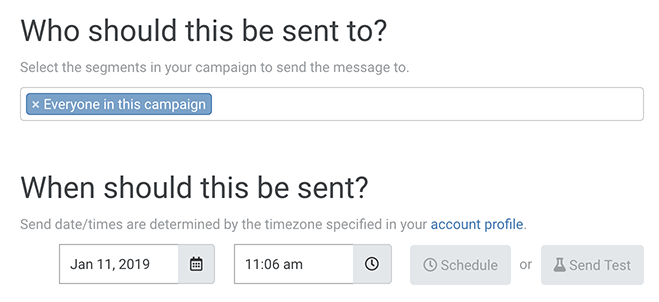 Who should this be sent to?
Select the segments in your campaign to send the message to.
× Everyone in this campaign
When should this be sent?
Send date/times are determined by the timezone specified in your account profile.
Jan 11, 2019 11:06 am Schedule or Send Test